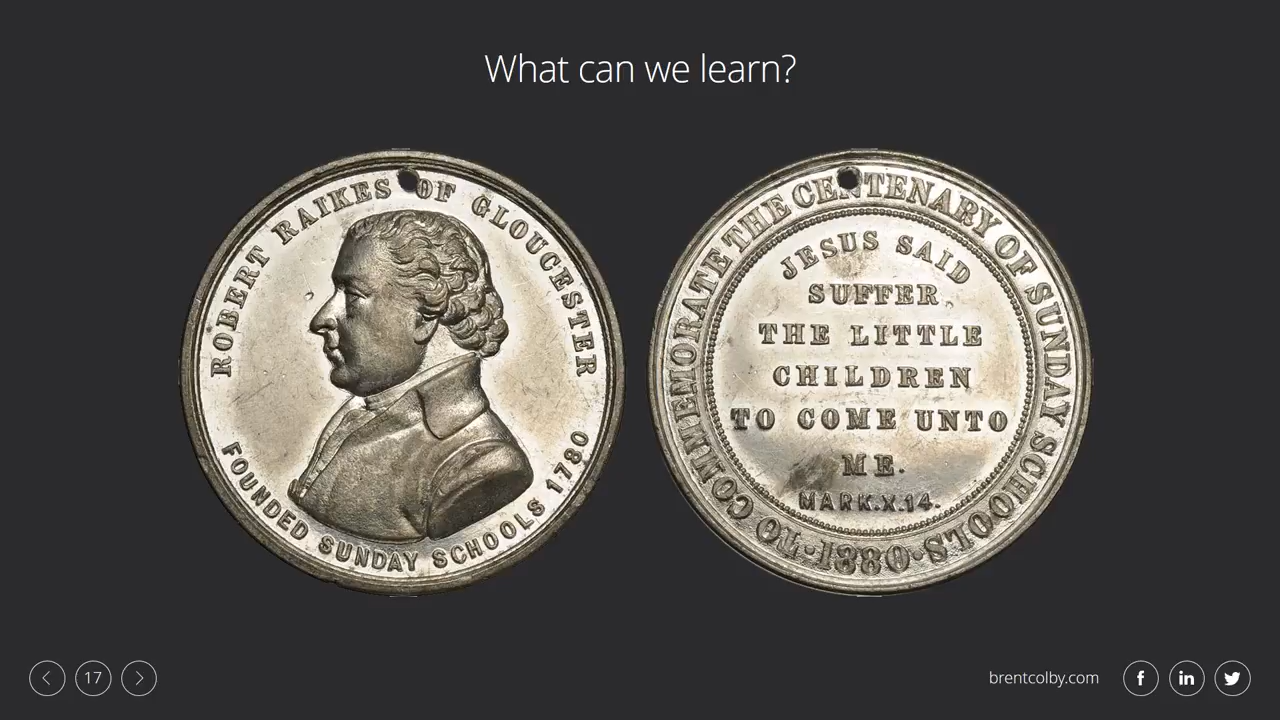 What can we learn?
ROBERT RAIKES OF GLOUCESTER
FOUNDED SUNDAY SCHOOLS 1780
TO COMMEMORATE THE CENTENARY OF SUNDAY SCHOOLS
·1880·
JESUS SAID
SUFFER
THE LITTLE
CHILDREN
TO COME UNTO
ME.
MARK.X.14.
17
brentcolby.com
f
in